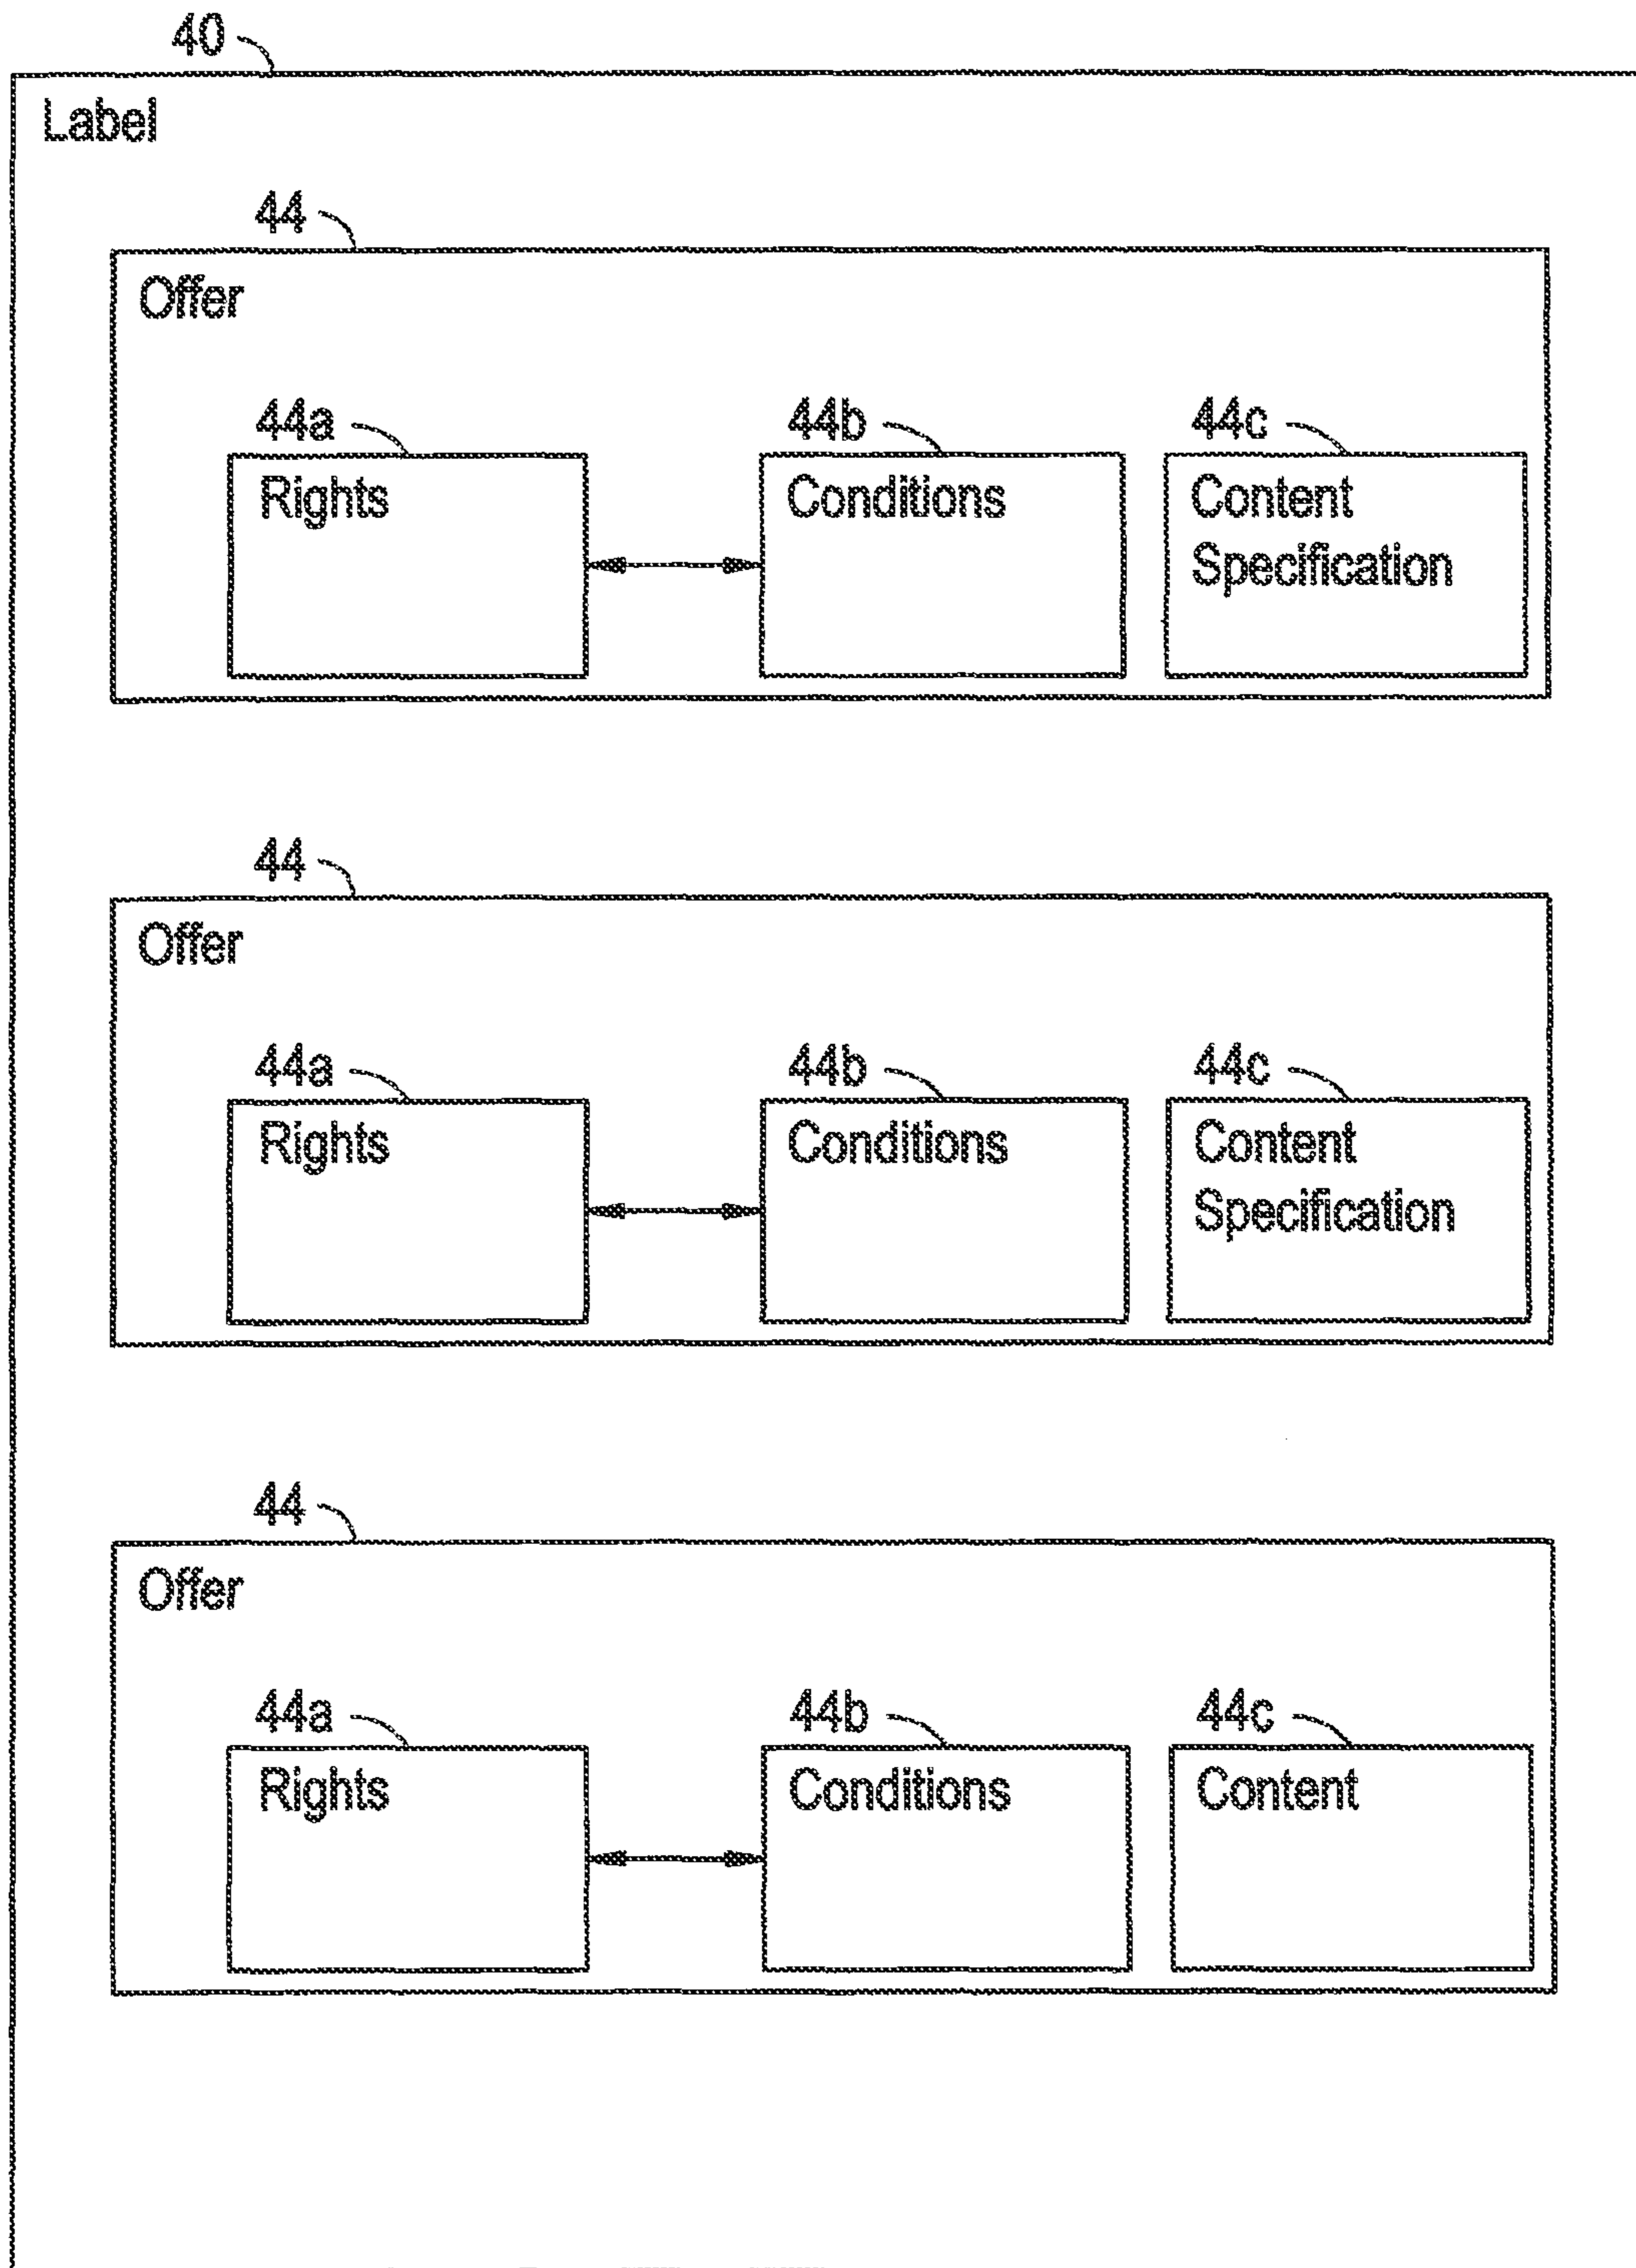 40
Label
44
Offer
44a
44b
44c
Rights
Conditions
Content
Specification
44
Offer
44a
44b
44c
Rights
Conditions
Content
Specification
44
Offer
44a
44b
44c
Rights
Conditions
Content